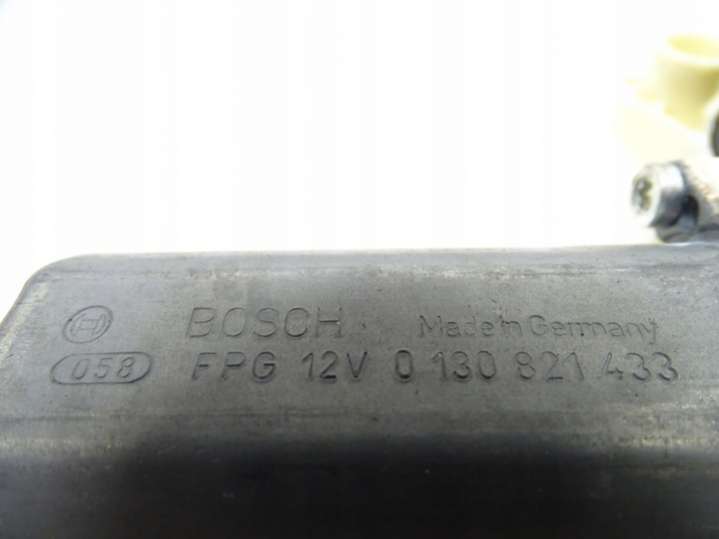 BOSCH Made in Germany
058 FPG 12V 0 130 821 433